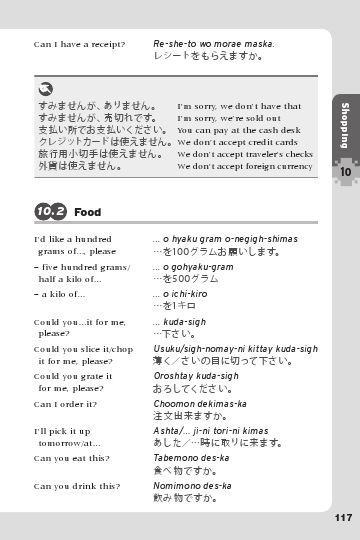 Can I have a receipt?
Re-she-to wo morae maska.
レシートをもらえますか。
すみませんが、ありません。
I'm sorry, we don't have that
すみませんが、売切れです。
I'm sorry, we're sold out
支払い所でお支払いください。
You can pay at the cash desk
クレジットカードは使えません。
We don't accept credit cards
旅行用小切手は使えません。
We don't accept traveler's checks
外貨は使えません。
We don't accept foreign currency
Shopping
10
10.2 Food
I'd like a hundred
grams of..., please
... o hyaku gram o-negigh-shimas
…を100グラムお願いします。
– five hundred grams/
half a kilo of...
... o gohyaku-gram
…を500グラム
– a kilo of...
... o ichi-kiro
…を1キロ
Could you...it for me,
please?
... kuda-sigh
…下さい。
Could you slice it/chop
it for me, please?
Usuku/sigh-nomay-ni kittay kuda-sigh
薄く／さいの目に切って下さい。
Could you grate it
for me, please?
Oroshtay kuda-sigh
おろしてください。
Can I order it?
Choomon dekimas-ka
注文出来ますか。
I'll pick it up
tomorrow/at...
Ashta/... ji-ni tori-ni kimas
あした／…時に取りに来ます。
Can you eat this?
Tabemono des-ka
食べ物ですか。
Can you drink this?
Nomimono des-ka
飲み物ですか。
117